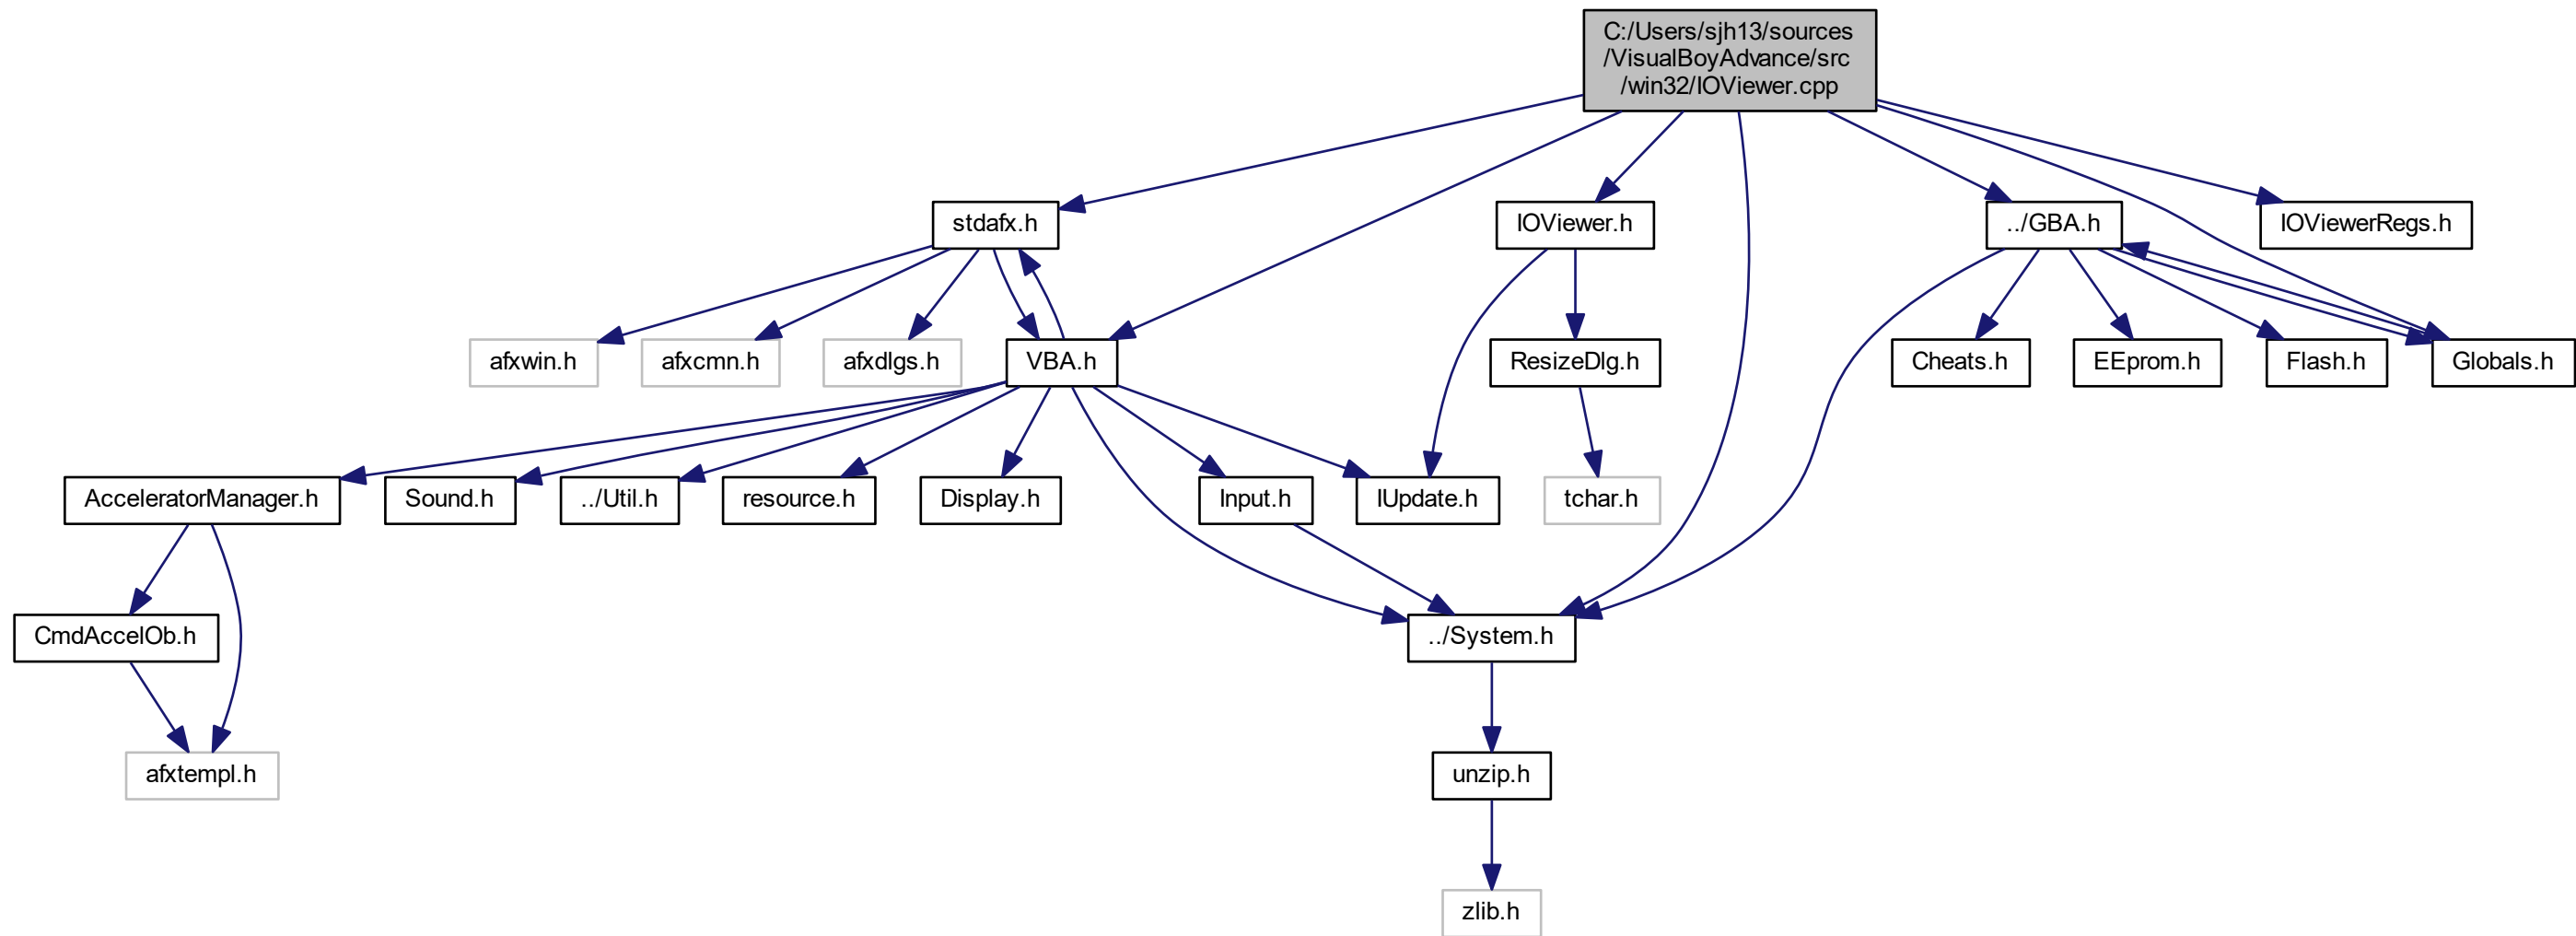 C:/Users/sjh13/sources
/VisualBoyAdvance/src
/win32/IOViewer.cpp
stdafx.h
IOViewer.h
../GBA.h
IOViewerRegs.h
afxwin.h
afxcmn.h
afxdlgs.h
VBA.h
ResizeDlg.h
Cheats.h
EEprom.h
Flash.h
Globals.h
AcceleratorManager.h
Sound.h
../Util.h
resource.h
Display.h
Input.h
IUpdate.h
tchar.h
CmdAccelOb.h
../System.h
afxtempl.h
unzip.h
zlib.h